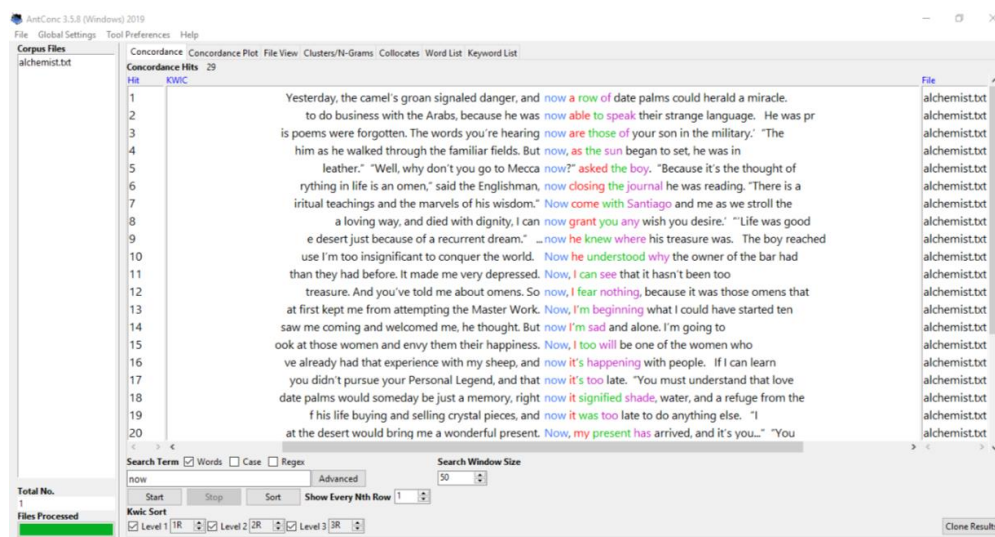 AntConc 3.5.8 (Windows) 2019
File Global Settings Tool Preferences Help
Corpus Files
alchemist.txt
Concordance Concordance Plot File View Clusters/N-Grams Collocates Word List Keyword List
Concordance Hits 29
Hit KWIC File
1 Yesterday, the camel's groan signaled danger, and now a row of date palms could herald a miracle. alchemist.txt
2 to do business with the Arabs, because he was now able to speak their strange language. He was pr alchemist.txt
3 is poems were forgotten. The words you're hearing now are those of your son in the military.' "The alchemist.txt
4 him as he walked through the familiar fields. But now, as the sun began to set, he was in alchemist.txt
5 leather." "Well, why don't you go to Mecca now?" asked the boy. "Because it's the thought of alchemist.txt
6 rything in life is an omen," said the Englishman, now closing the journal he was reading. "There is a alchemist.txt
7 iritual teachings and the marvels of his wisdom." Now come with Santiago and me as we stroll the alchemist.txt
8 a loving way, and died with dignity, I can now grant you any wish you desire.' "'Life was good alchemist.txt
9 e desert just because of a recurrent dream." ...now he knew where his treasure was. The boy reached alchemist.txt
10 use I'm too insignificant to conquer the world. Now he understood why the owner of the bar had alchemist.txt
11 than they had before. It made me very depressed. Now, I can see that it hasn't been too alchemist.txt
12 treasure. And you've told me about omens. So now, I fear nothing, because it was those omens that alchemist.txt
13 at first kept me from attempting the Master Work. Now, I'm beginning what I could have started ten alchemist.txt
14 saw me coming and welcomed me, he thought. But now I'm sad and alone. I'm going to alchemist.txt
15 ook at those women and envy them their happiness. Now, I too will be one of the women who alchemist.txt
16 ve already had that experience with my sheep, and now it's happening with people. If I can learn alchemist.txt
17 you didn't pursue your Personal Legend, and that now it's too late. "You must understand that love alchemist.txt
18 date palms would someday be just a memory, right now it signified shade, water, and a refuge from the alchemist.txt
19 f his life buying and selling crystal pieces, and now it was too late to do anything else. "I alchemist.txt
20 at the desert would bring me a wonderful present. Now, my present has arrived, and it's you..." "You alchemist.txt
Search Term Words Case Regex Search Window Size
now Advanced 50
Total No.
1
Start Stop Sort Show Every Nth Row 1
Files Processed
Kwic Sort
Level 1 1R Level 2 2R Level 3 3R Clone Results